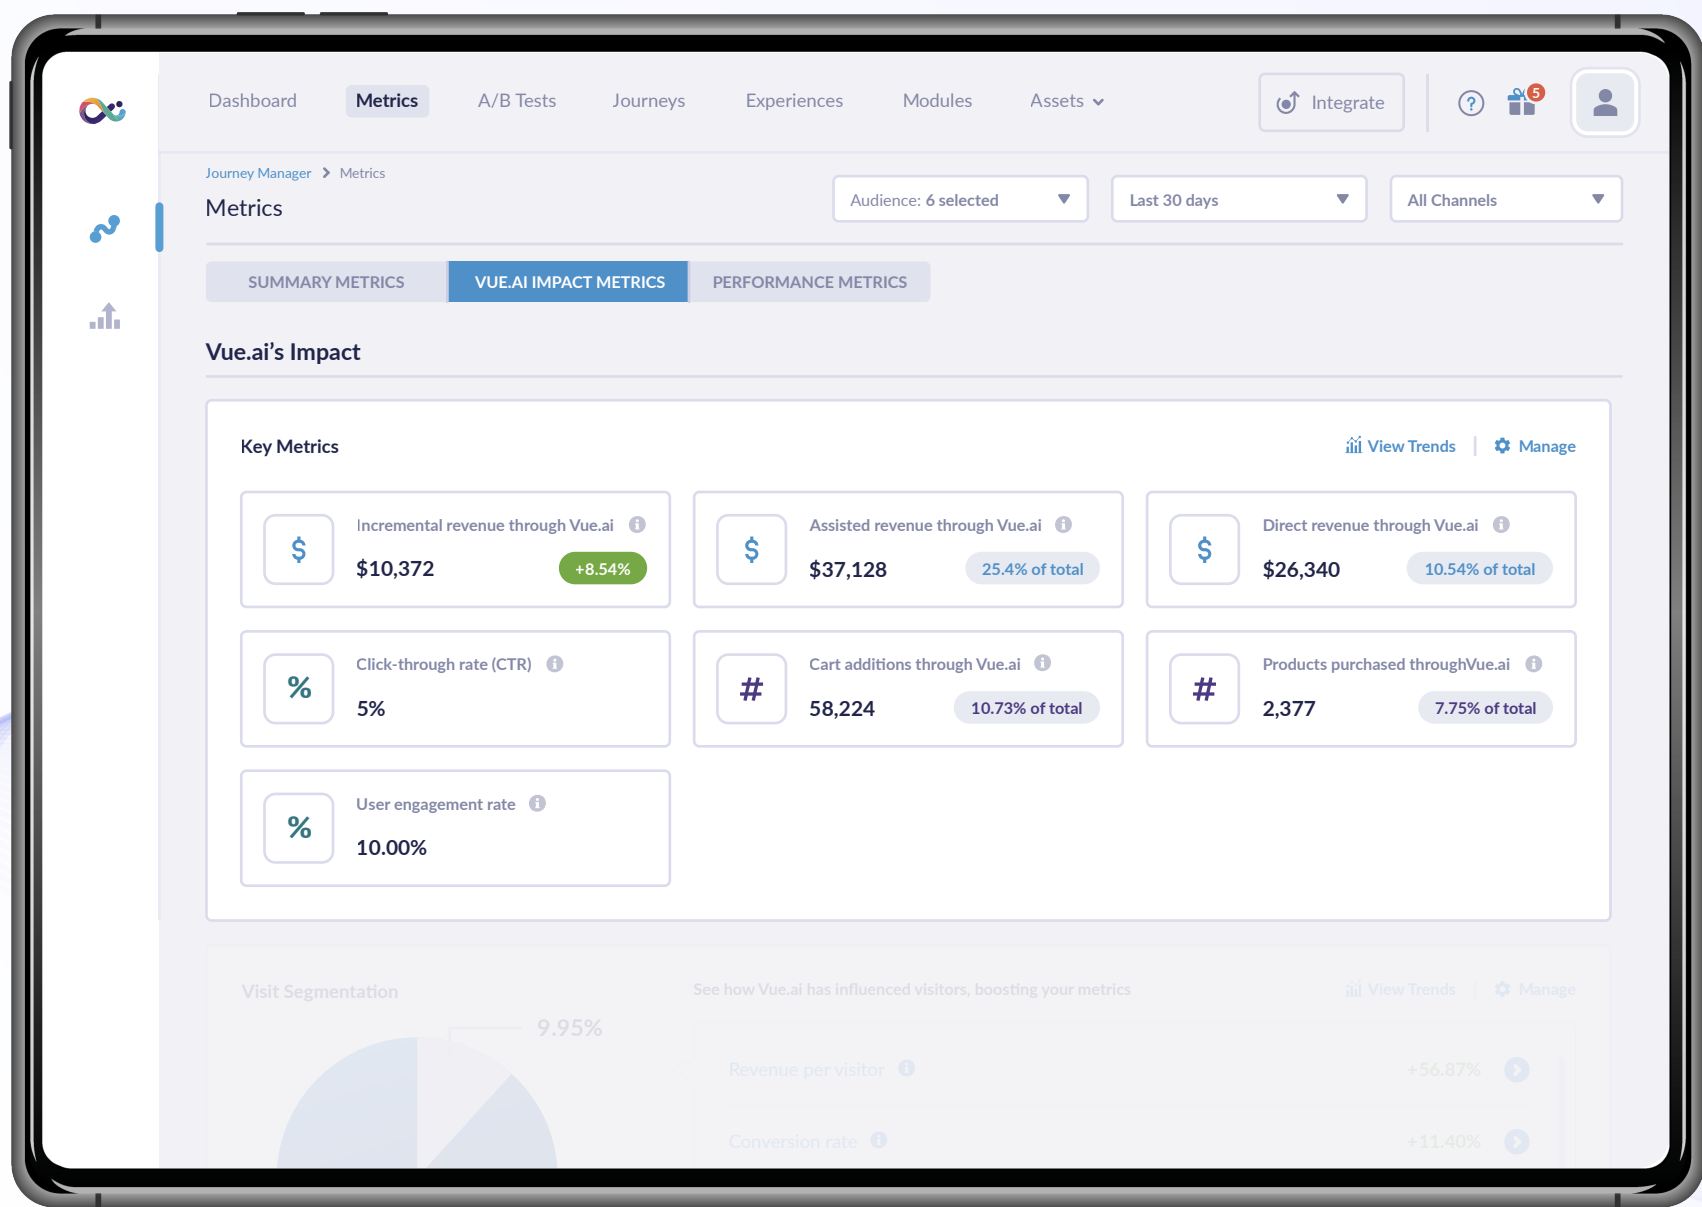 Dashboard Metrics A/B Tests Journeys Experiences Modules Assets Integrate ? 5
Journey Manager > Metrics
Metrics
Audience: 6 selected Last 30 days All Channels
SUMMARY METRICS VUE.AI IMPACT METRICS PERFORMANCE METRICS
Vue.ai’s Impact
Key Metrics View Trends Manage
$ Incremental revenue through Vue.ai
$10,372 +8.54%
$ Assisted revenue through Vue.ai
$37,128 25.4% of total
$ Direct revenue through Vue.ai
$26,340 10.54% of total
% Click-through rate (CTR)
5%
# Cart additions through Vue.ai
58,224 10.73% of total
# Products purchased throughVue.ai
2,377 7.75% of total
% User engagement rate
10.00%
Visit Segmentation
9.95%
See how Vue.ai has influenced visitors, boosting your metrics View Trends Manage
Revenue per visitor +56.87%
Conversion rate +11.40%